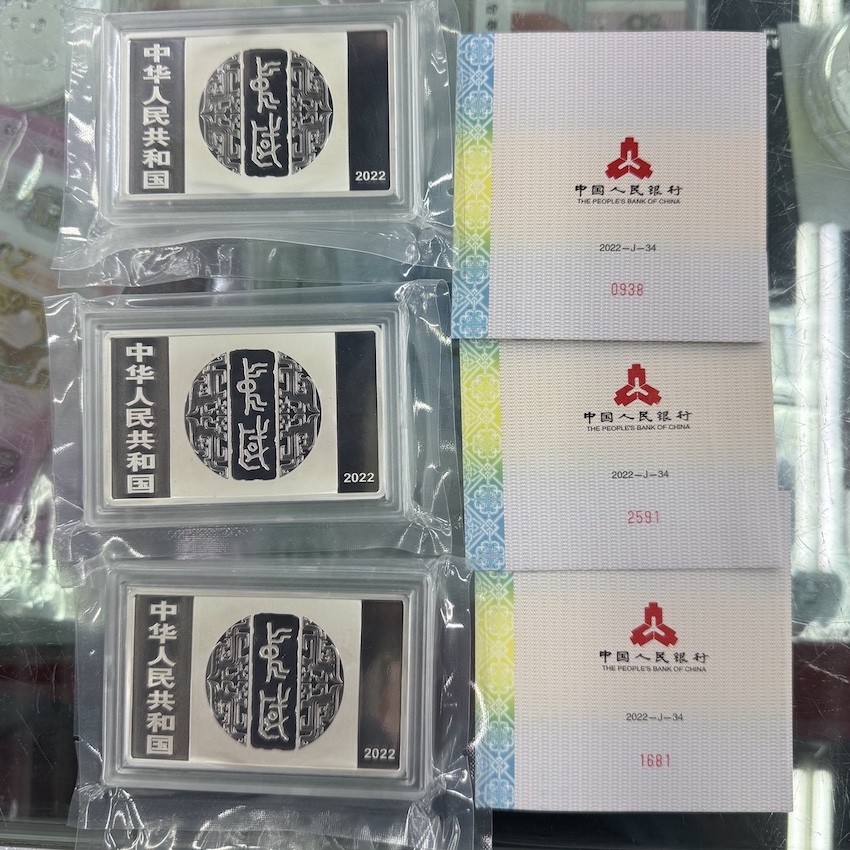 中华人民共和国
2022
中国人民银行
THE PEOPLE'S BANK OF CHINA
2022-J-34
0938
中华人民共和国
2022
中国人民银行
THE PEOPLE'S BANK OF CHINA
2022-J-34
2591
中华人民共和国
2022
中国人民银行
THE PEOPLE'S BANK OF CHINA
2022-J-34
1681